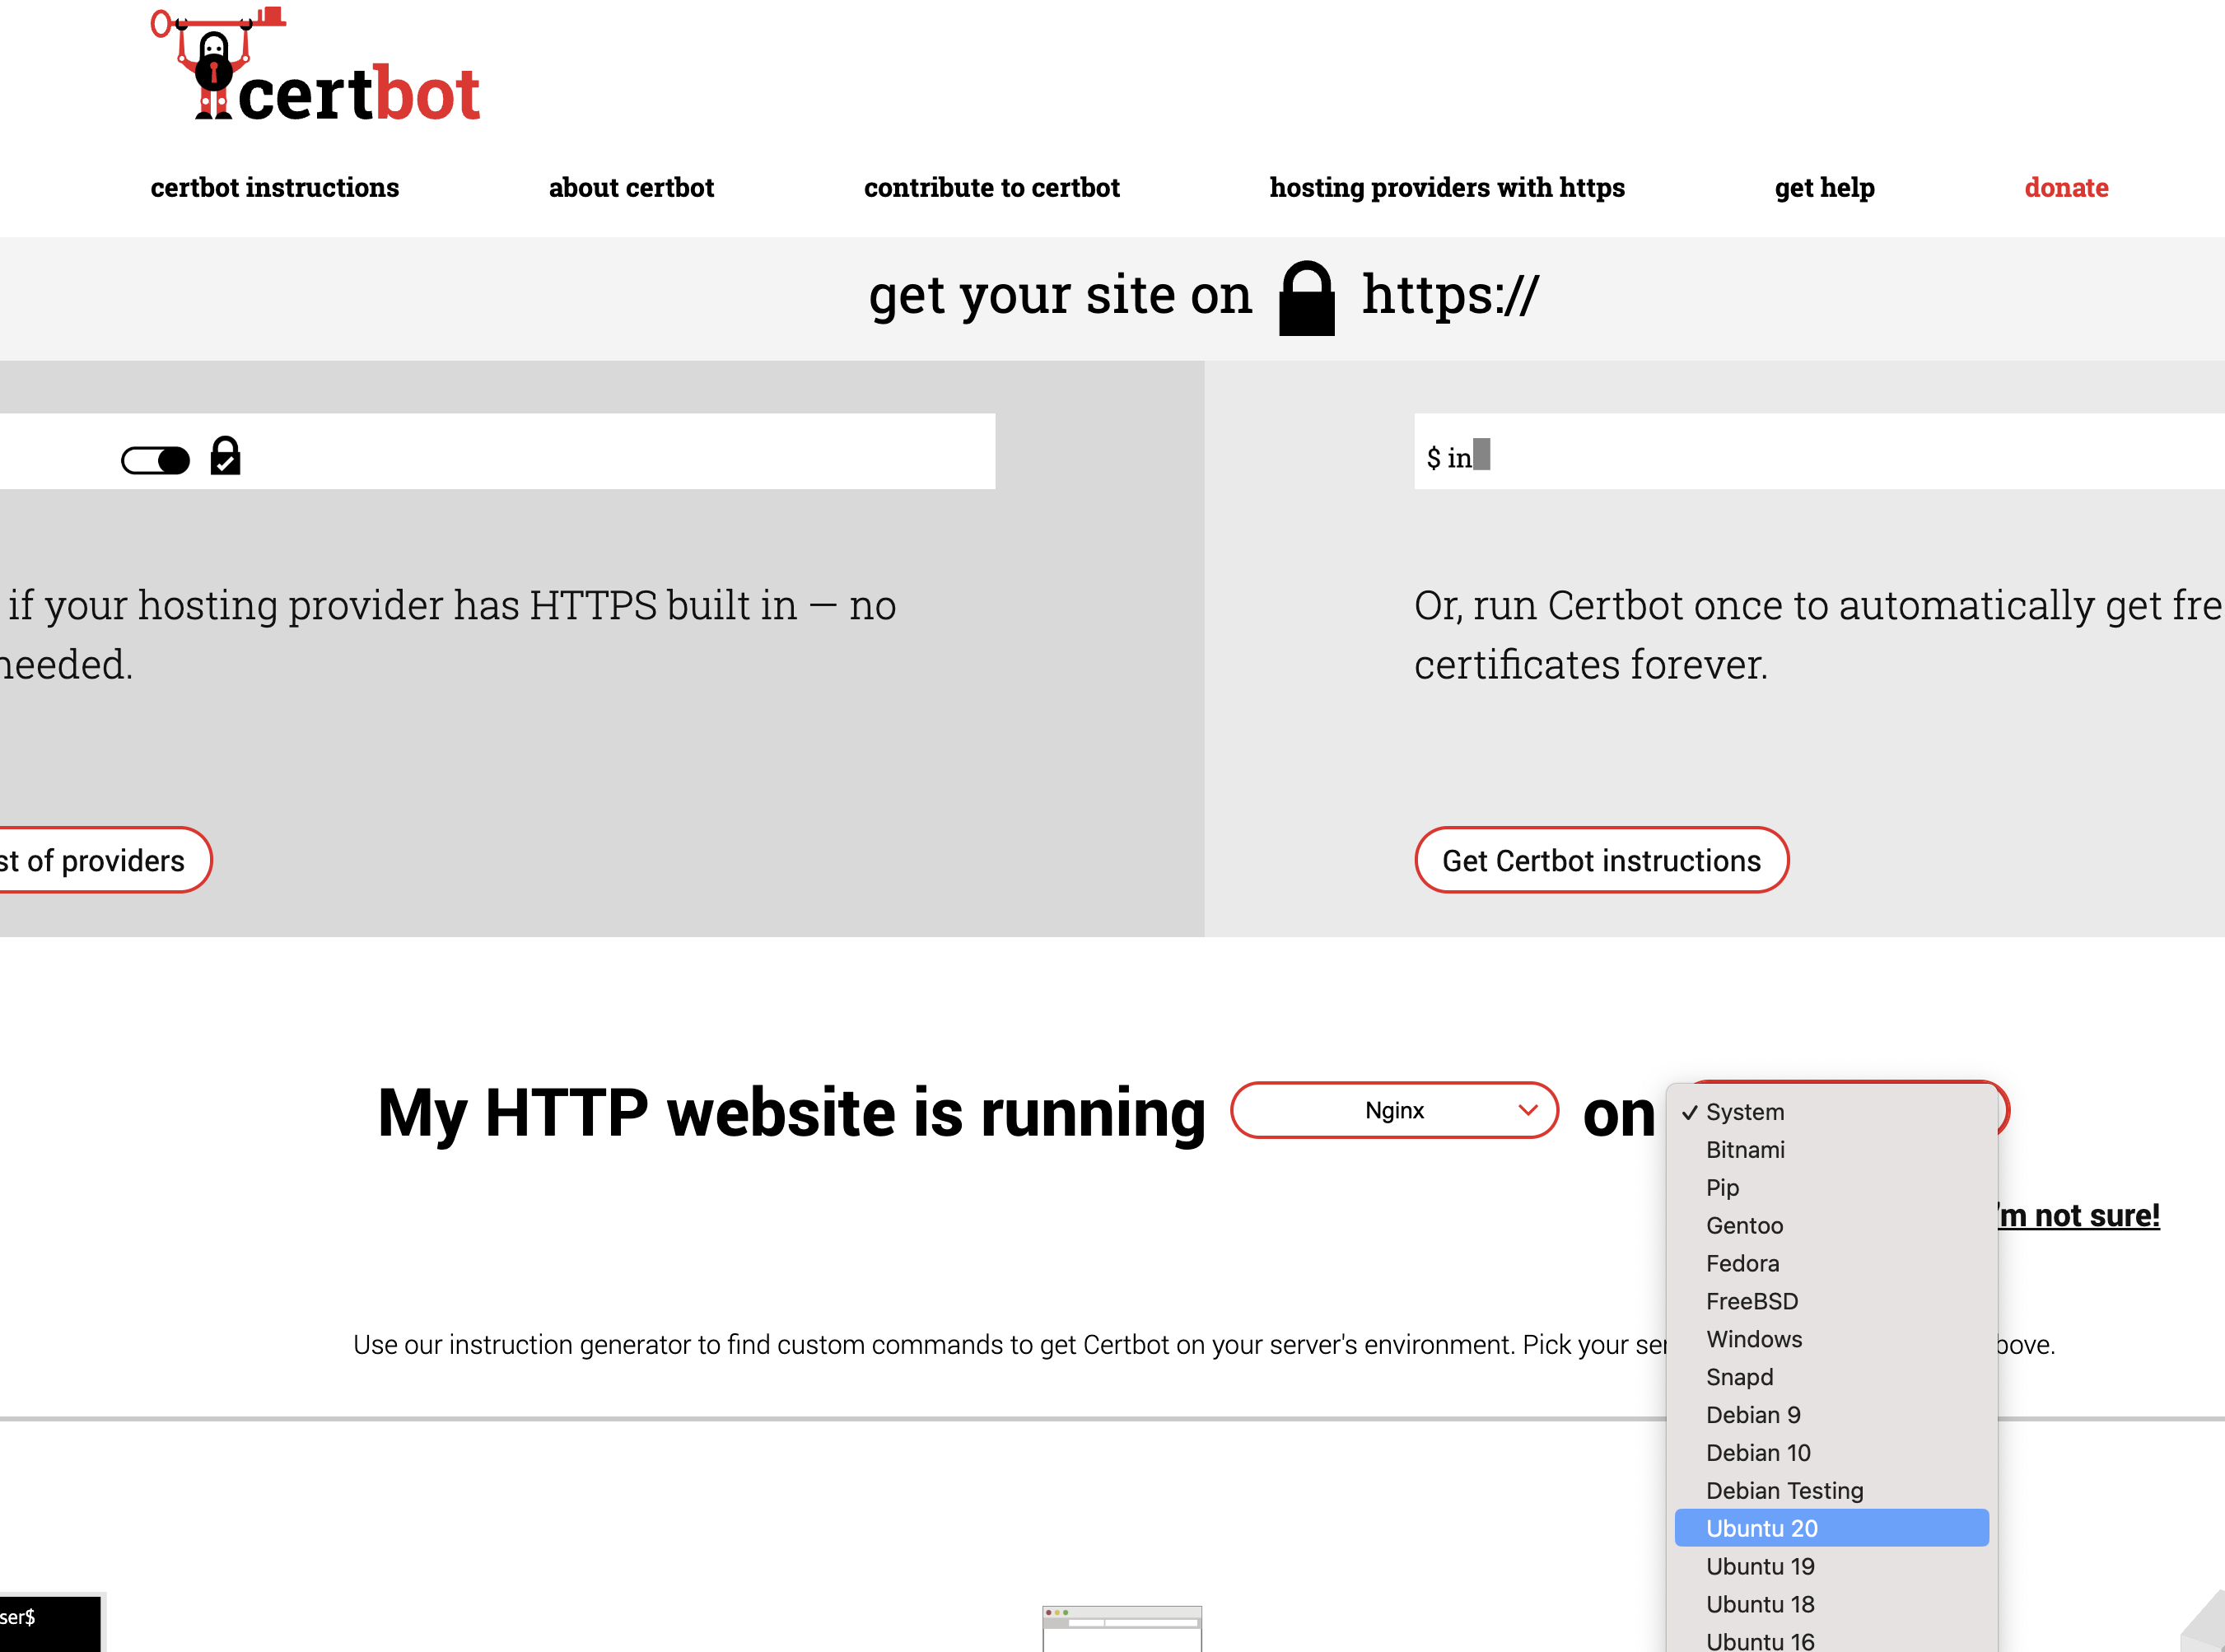 certbot
certbot instructions about certbot contribute to certbot hosting providers with https get help donate
get your site on https://
$ in
if your hosting provider has HTTPS built in — no
needed.
Or, run Certbot once to automatically get fre
certificates forever.
st of providers
Get Certbot instructions
My HTTP website is running Nginx on
✓ System
Bitnami
Pip
Gentoo
Fedora
FreeBSD
Windows
Snapd
Debian 9
Debian 10
Debian Testing
Ubuntu 20
Ubuntu 19
Ubuntu 18
Ubuntu 16
'm not sure!
Use our instruction generator to find custom commands to get Certbot on your server's environment. Pick your ser bove.
ser$